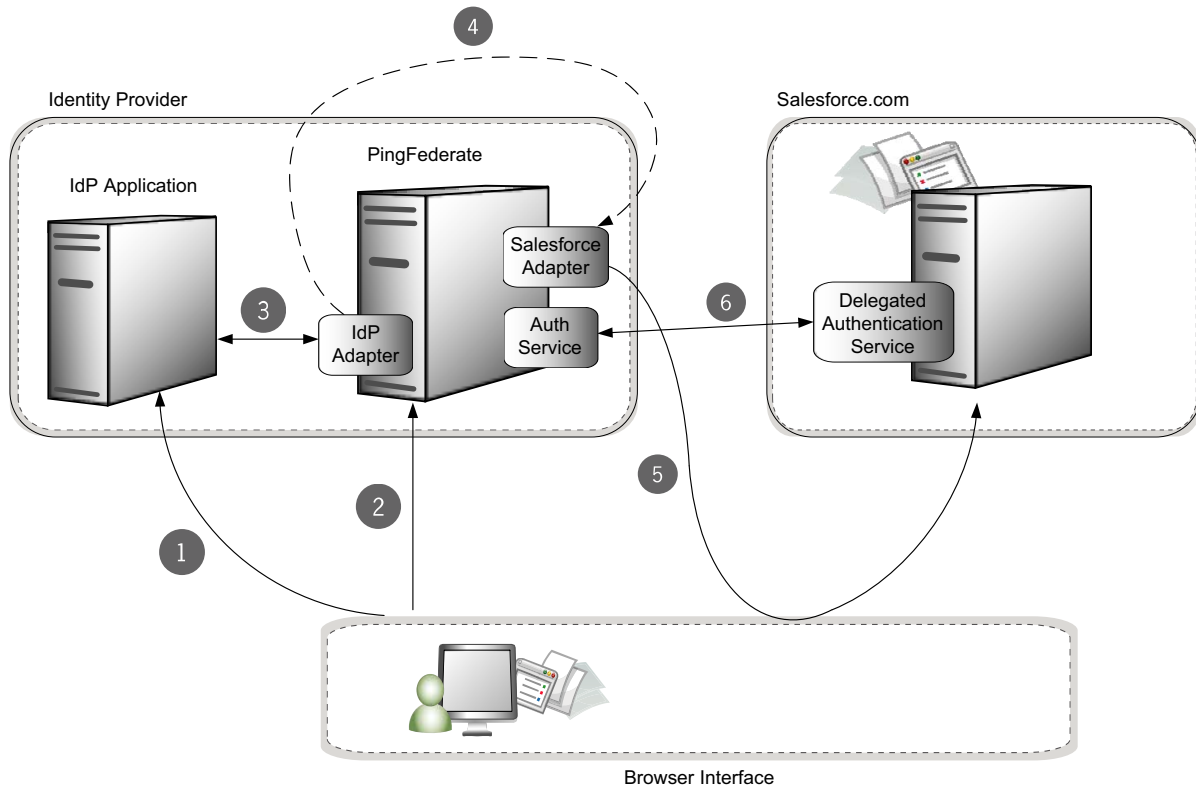 4
Identity Provider
Salesforce.com
PingFederate
IdP Application
Salesforce
Adapter
3
IdP
Adapter
Auth
Service
6
Delegated
Authentication
Service
5
2
1
Browser Interface